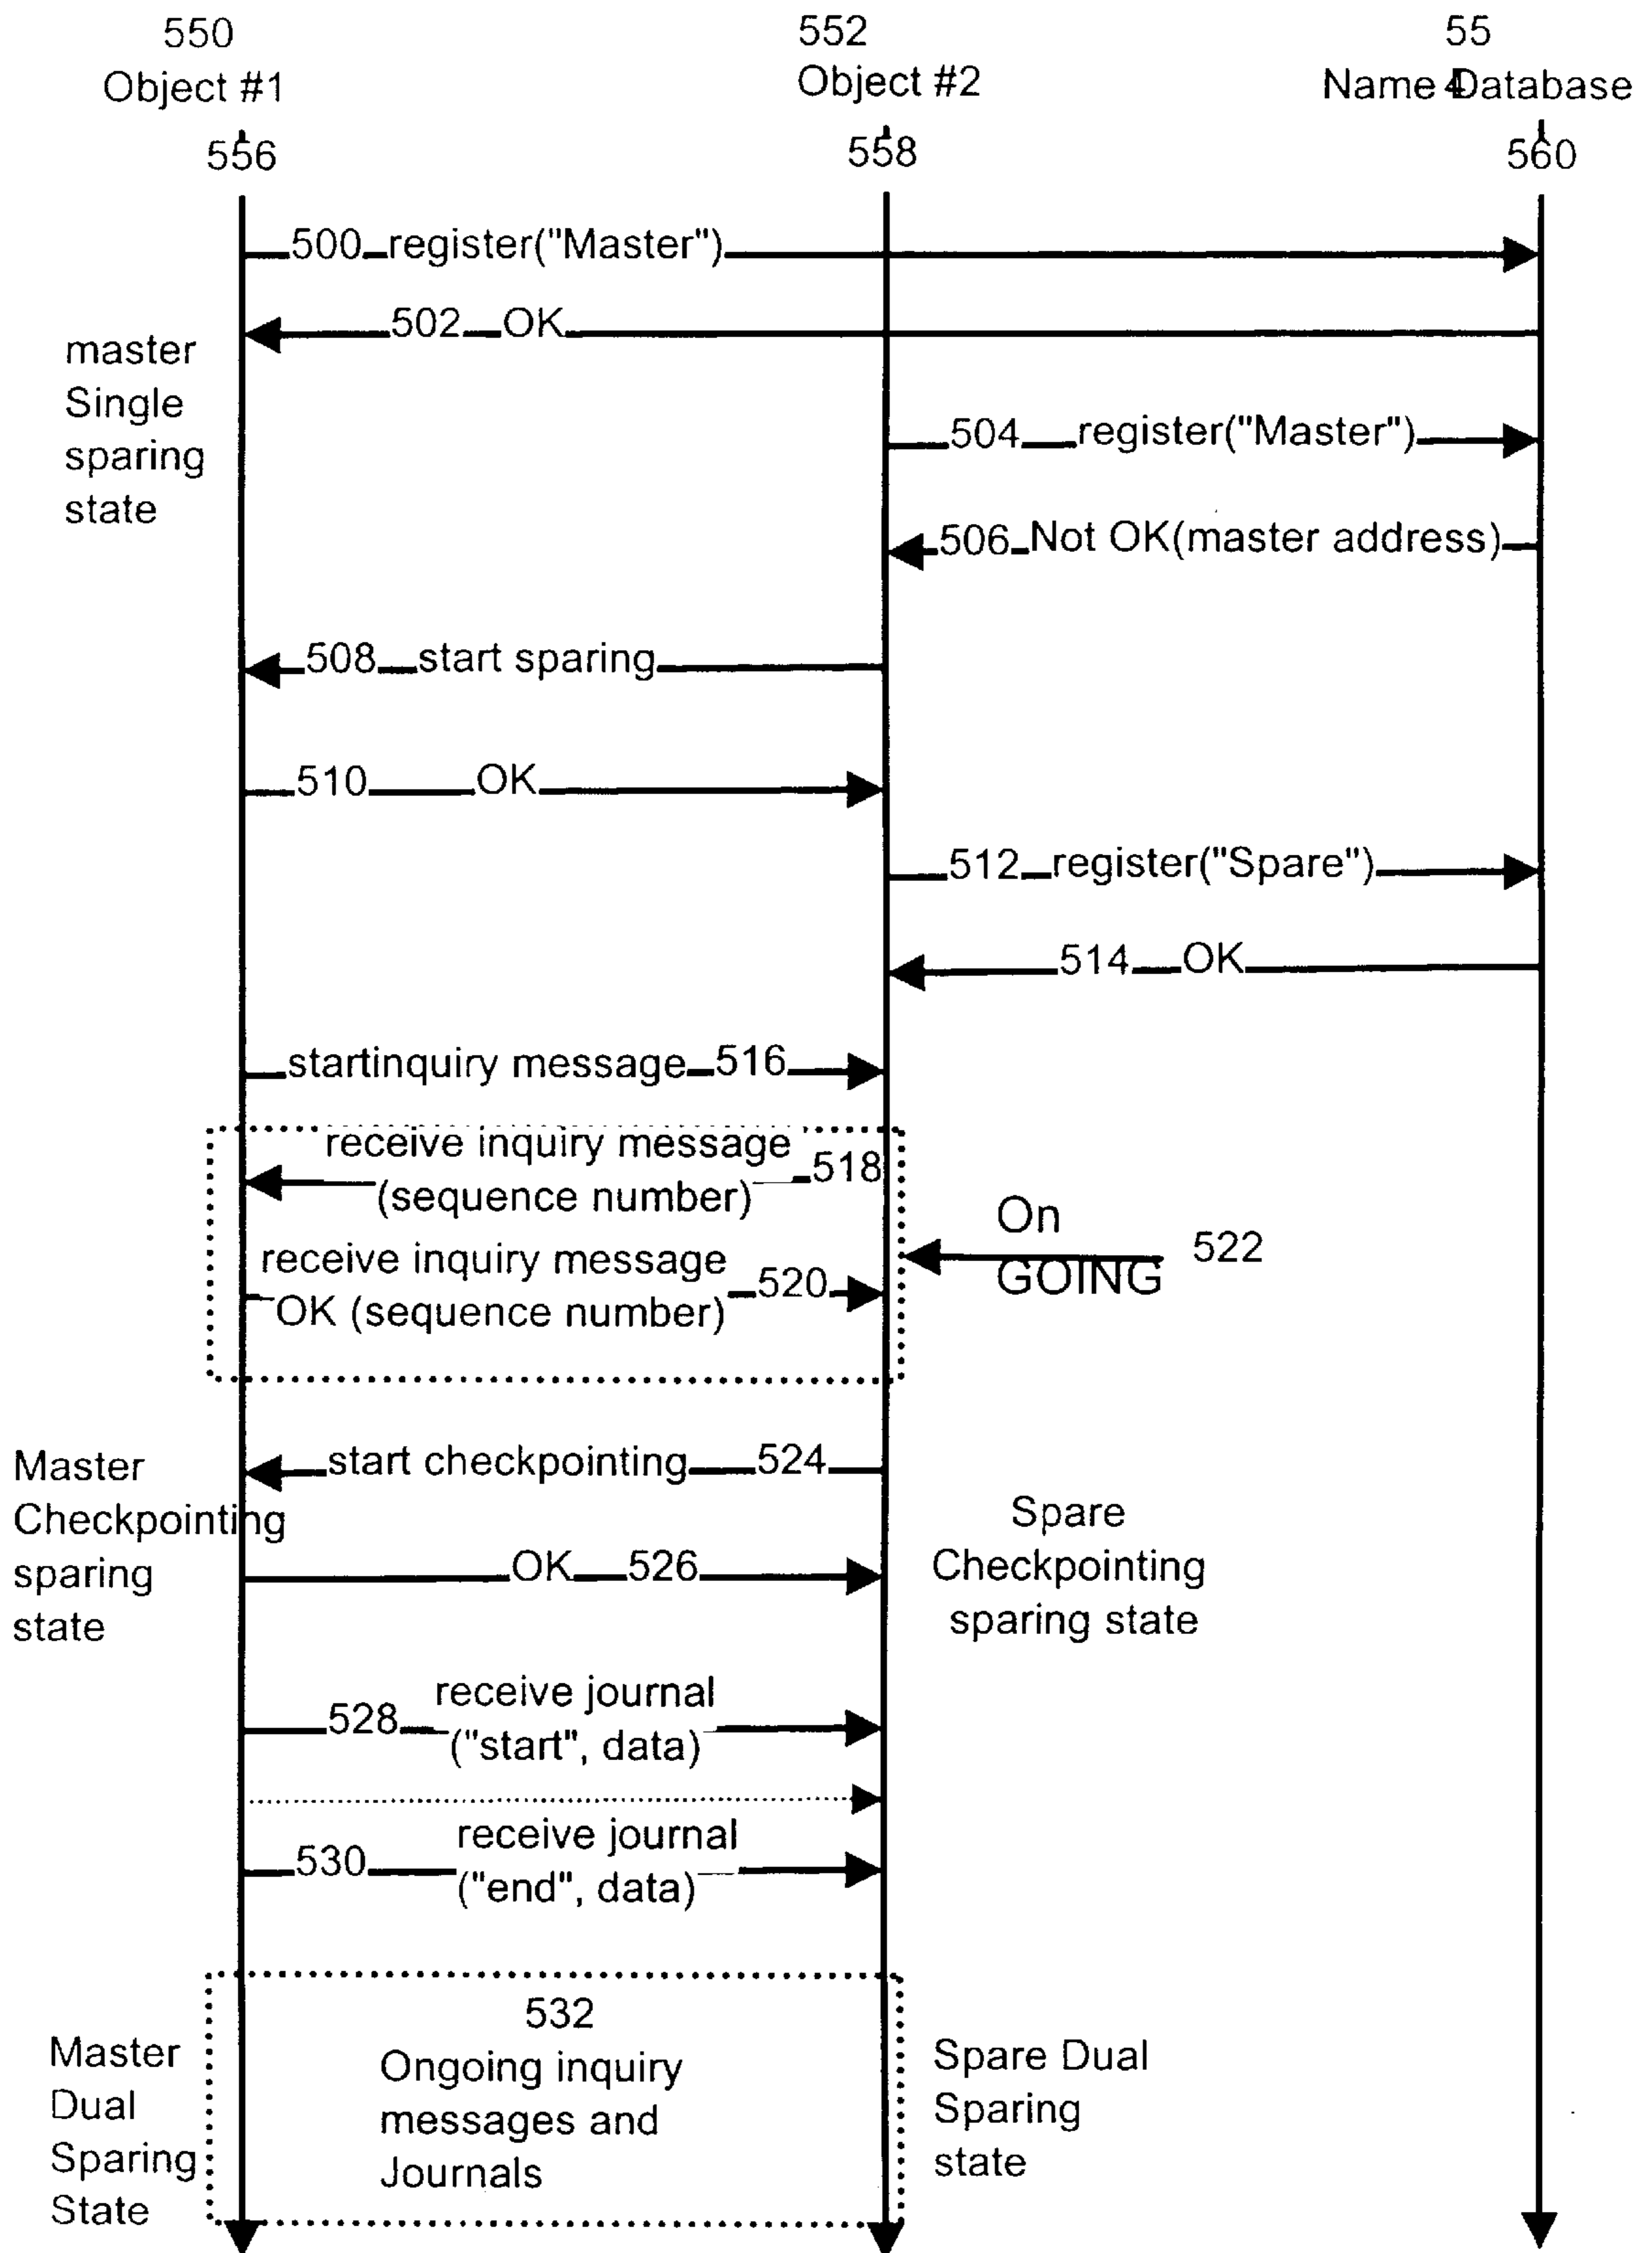 550
552
55
Object #1
Object #2
Name 4Database
556
558
560
500 register("Master")
502 OK
master
Single
sparing
state
504 register("Master")
506 Not OK(master address)
508 start sparing
510 OK
512 register("Spare")
514 OK
startinquiry message 516
receive inquiry message
(sequence number)
518
On
GOING
522
receive inquiry message
OK (sequence number)
520
start checkpointing 524
Master
Checkpointing
sparing
state
Spare
Checkpointing
sparing state
OK 526
528
receive journal
("start", data)
530
receive journal
("end", data)
532
Ongoing inquiry
messages and
Journals
Master
Dual
Sparing
State
Spare Dual
Sparing
state